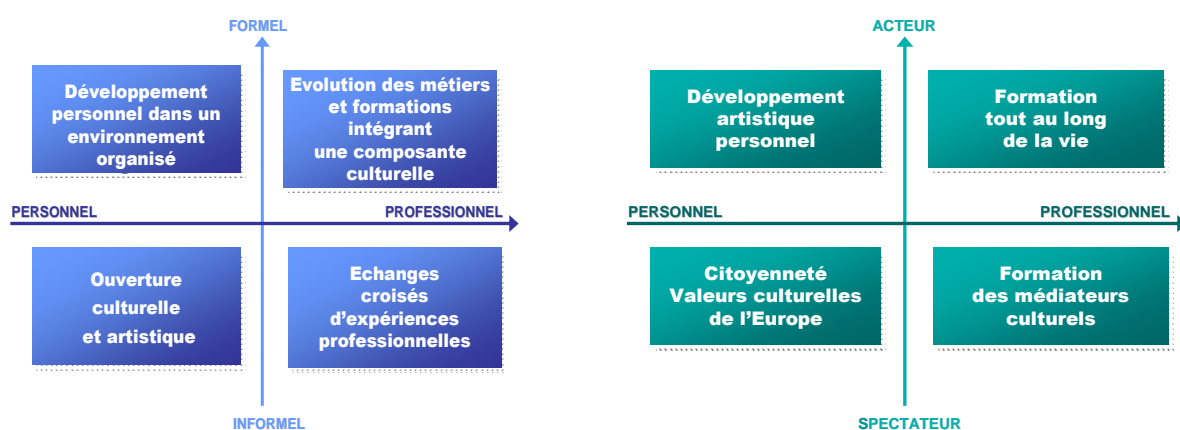 FORMEL
Développement
personnel dans un
environnement
organisé
Evolution des métiers
et formations
intégrant
une composante
culturelle
PERSONNEL
PROFESSIONNEL
Ouverture
culturelle
et artistique
Echanges
croisés
d’expériences
professionnelles
INFORMEL
ACTEUR
Développement
artistique
personnel
Formation
tout au long
de la vie
PERSONNEL
PROFESSIONNEL
Citoyenneté
Valeurs culturelles
de l’Europe
Formation
des médiateurs
culturels
SPECTATEUR